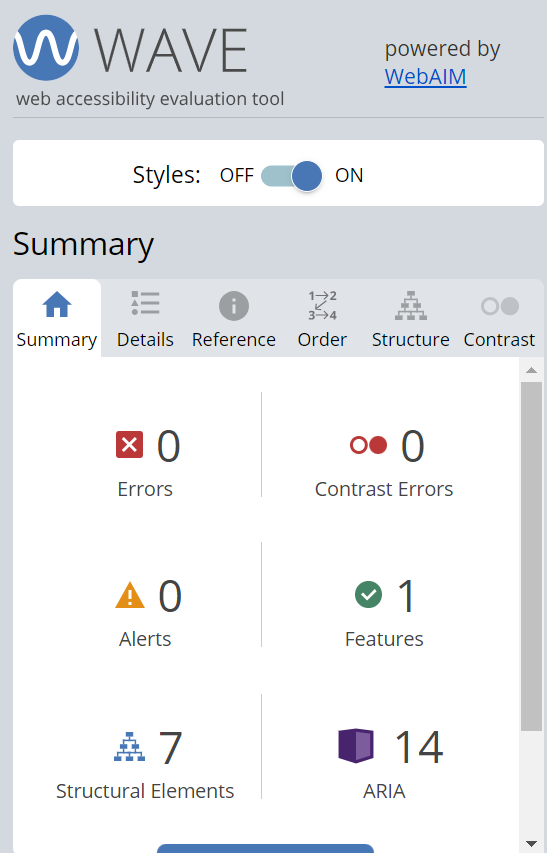 WAVE
powered by
WebAIM
web accessibility evaluation tool
Styles: OFF ON
Summary
1→2
3→4
Summary Details Reference Order Structure Contrast
0 0
Errors Contrast Errors
0 1
Alerts Features
7 14
Structural Elements ARIA